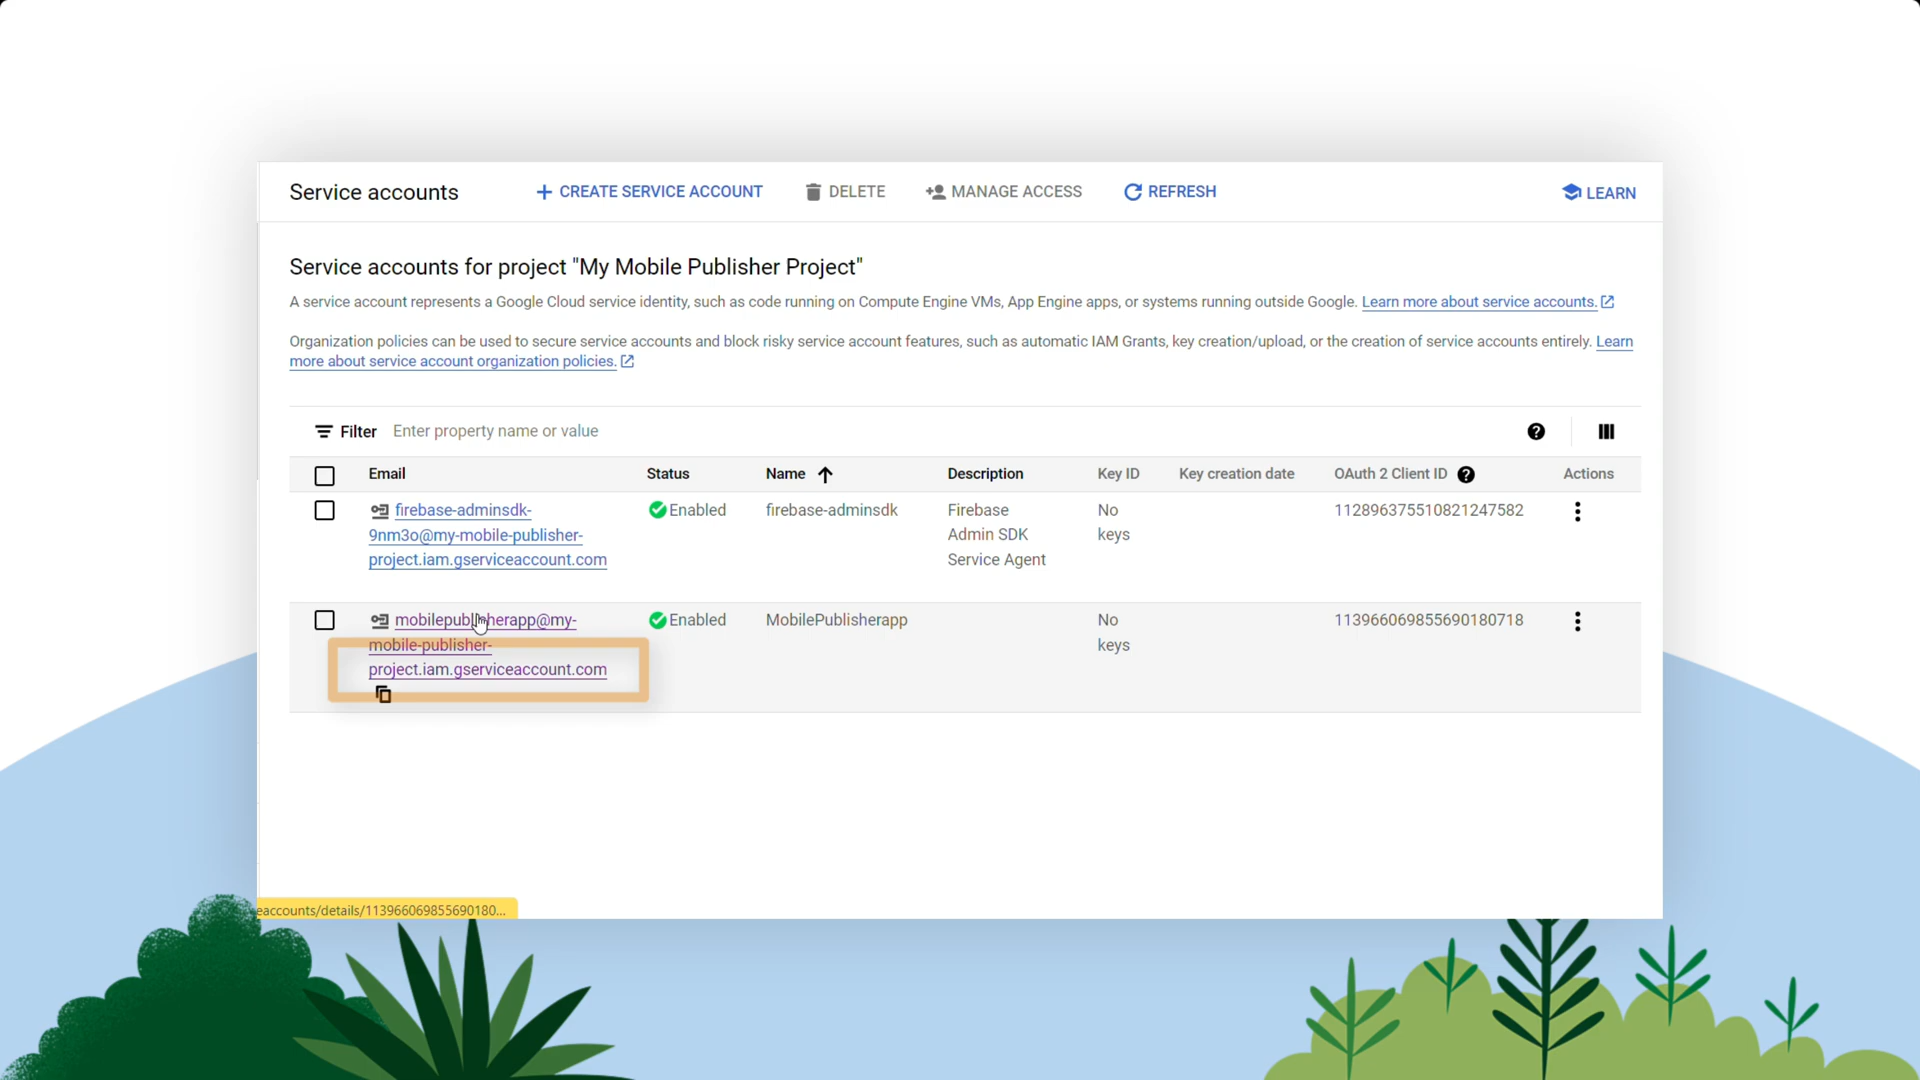 Service accounts
CREATE SERVICE ACCOUNT
DELETE
MANAGE ACCESS
REFRESH
LEARN
Service accounts for project "My Mobile Publisher Project"
A service account represents a Google Cloud service identity, such as code running on Compute Engine VMs, App Engine apps, or systems running outside Google. Learn more about service accounts.
Organization policies can be used to secure service accounts and block risky service account features, such as automatic IAM Grants, key creation/upload, or the creation of service accounts entirely. Learn
more about service account organization policies.
Filter Enter property name or value
Email Status Name Description Key ID Key creation date OAuth 2 Client ID Actions
firebase-adminsdk- Enabled firebase-adminsdk Firebase No 112896375510821247582
9nm3o@my-mobile-publisher- Admin SDK keys
project.iam.gserviceaccount.com Service Agent
mobilepublisherapp@my- Enabled MobilePublisherapp No 113966069855690180718
mobile-publisher- keys
project.iam.gserviceaccount.com
eaccounts/details/113966069855690180...